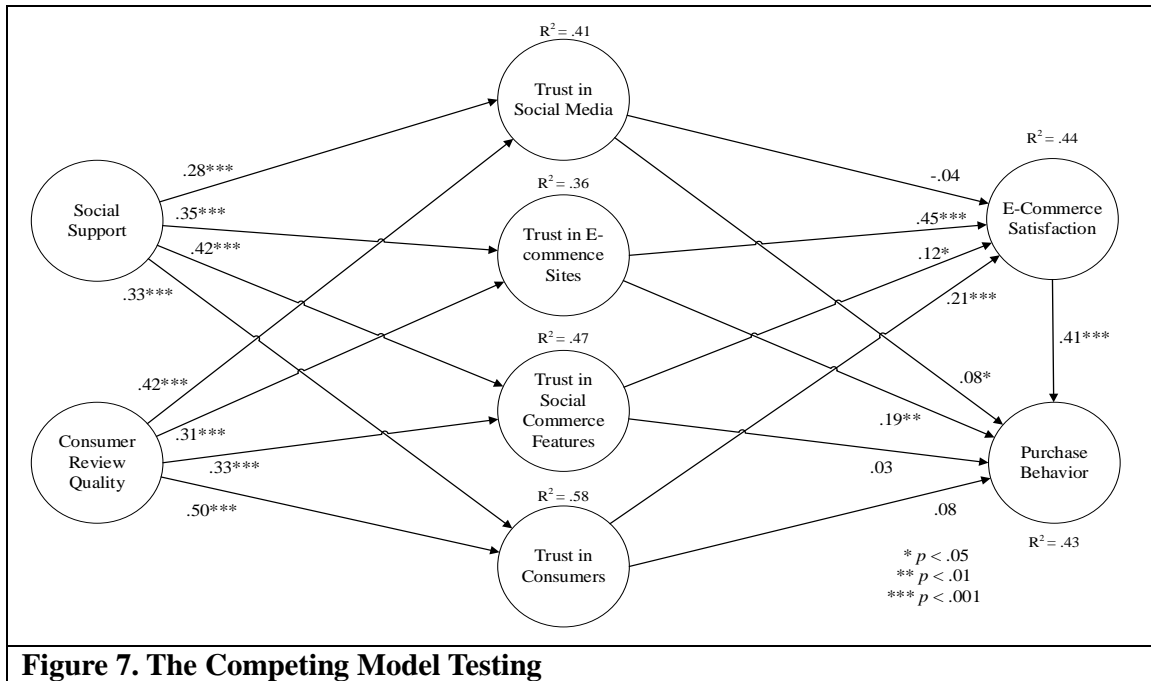 R² = .41
Trust in
Social Media
R² = .44
.28***
-.04
R² = .36
Social
Support
.35***
E-Commerce
Satisfaction
Trust in E-
commence
Sites
.45***
.42***
.12*
.33***
.21***
R² = .47
.41***
.42***
Trust in
Social
Commerce
Features
.08*
.31***
.19**
Consumer
Review
Quality
.33***
.03
Purchase
Behavior
R² = .58
.50***
.08
Trust in
Consumers
R² = .43
* p < .05
** p < .01
*** p < .001
Figure 7. The Competing Model Testing